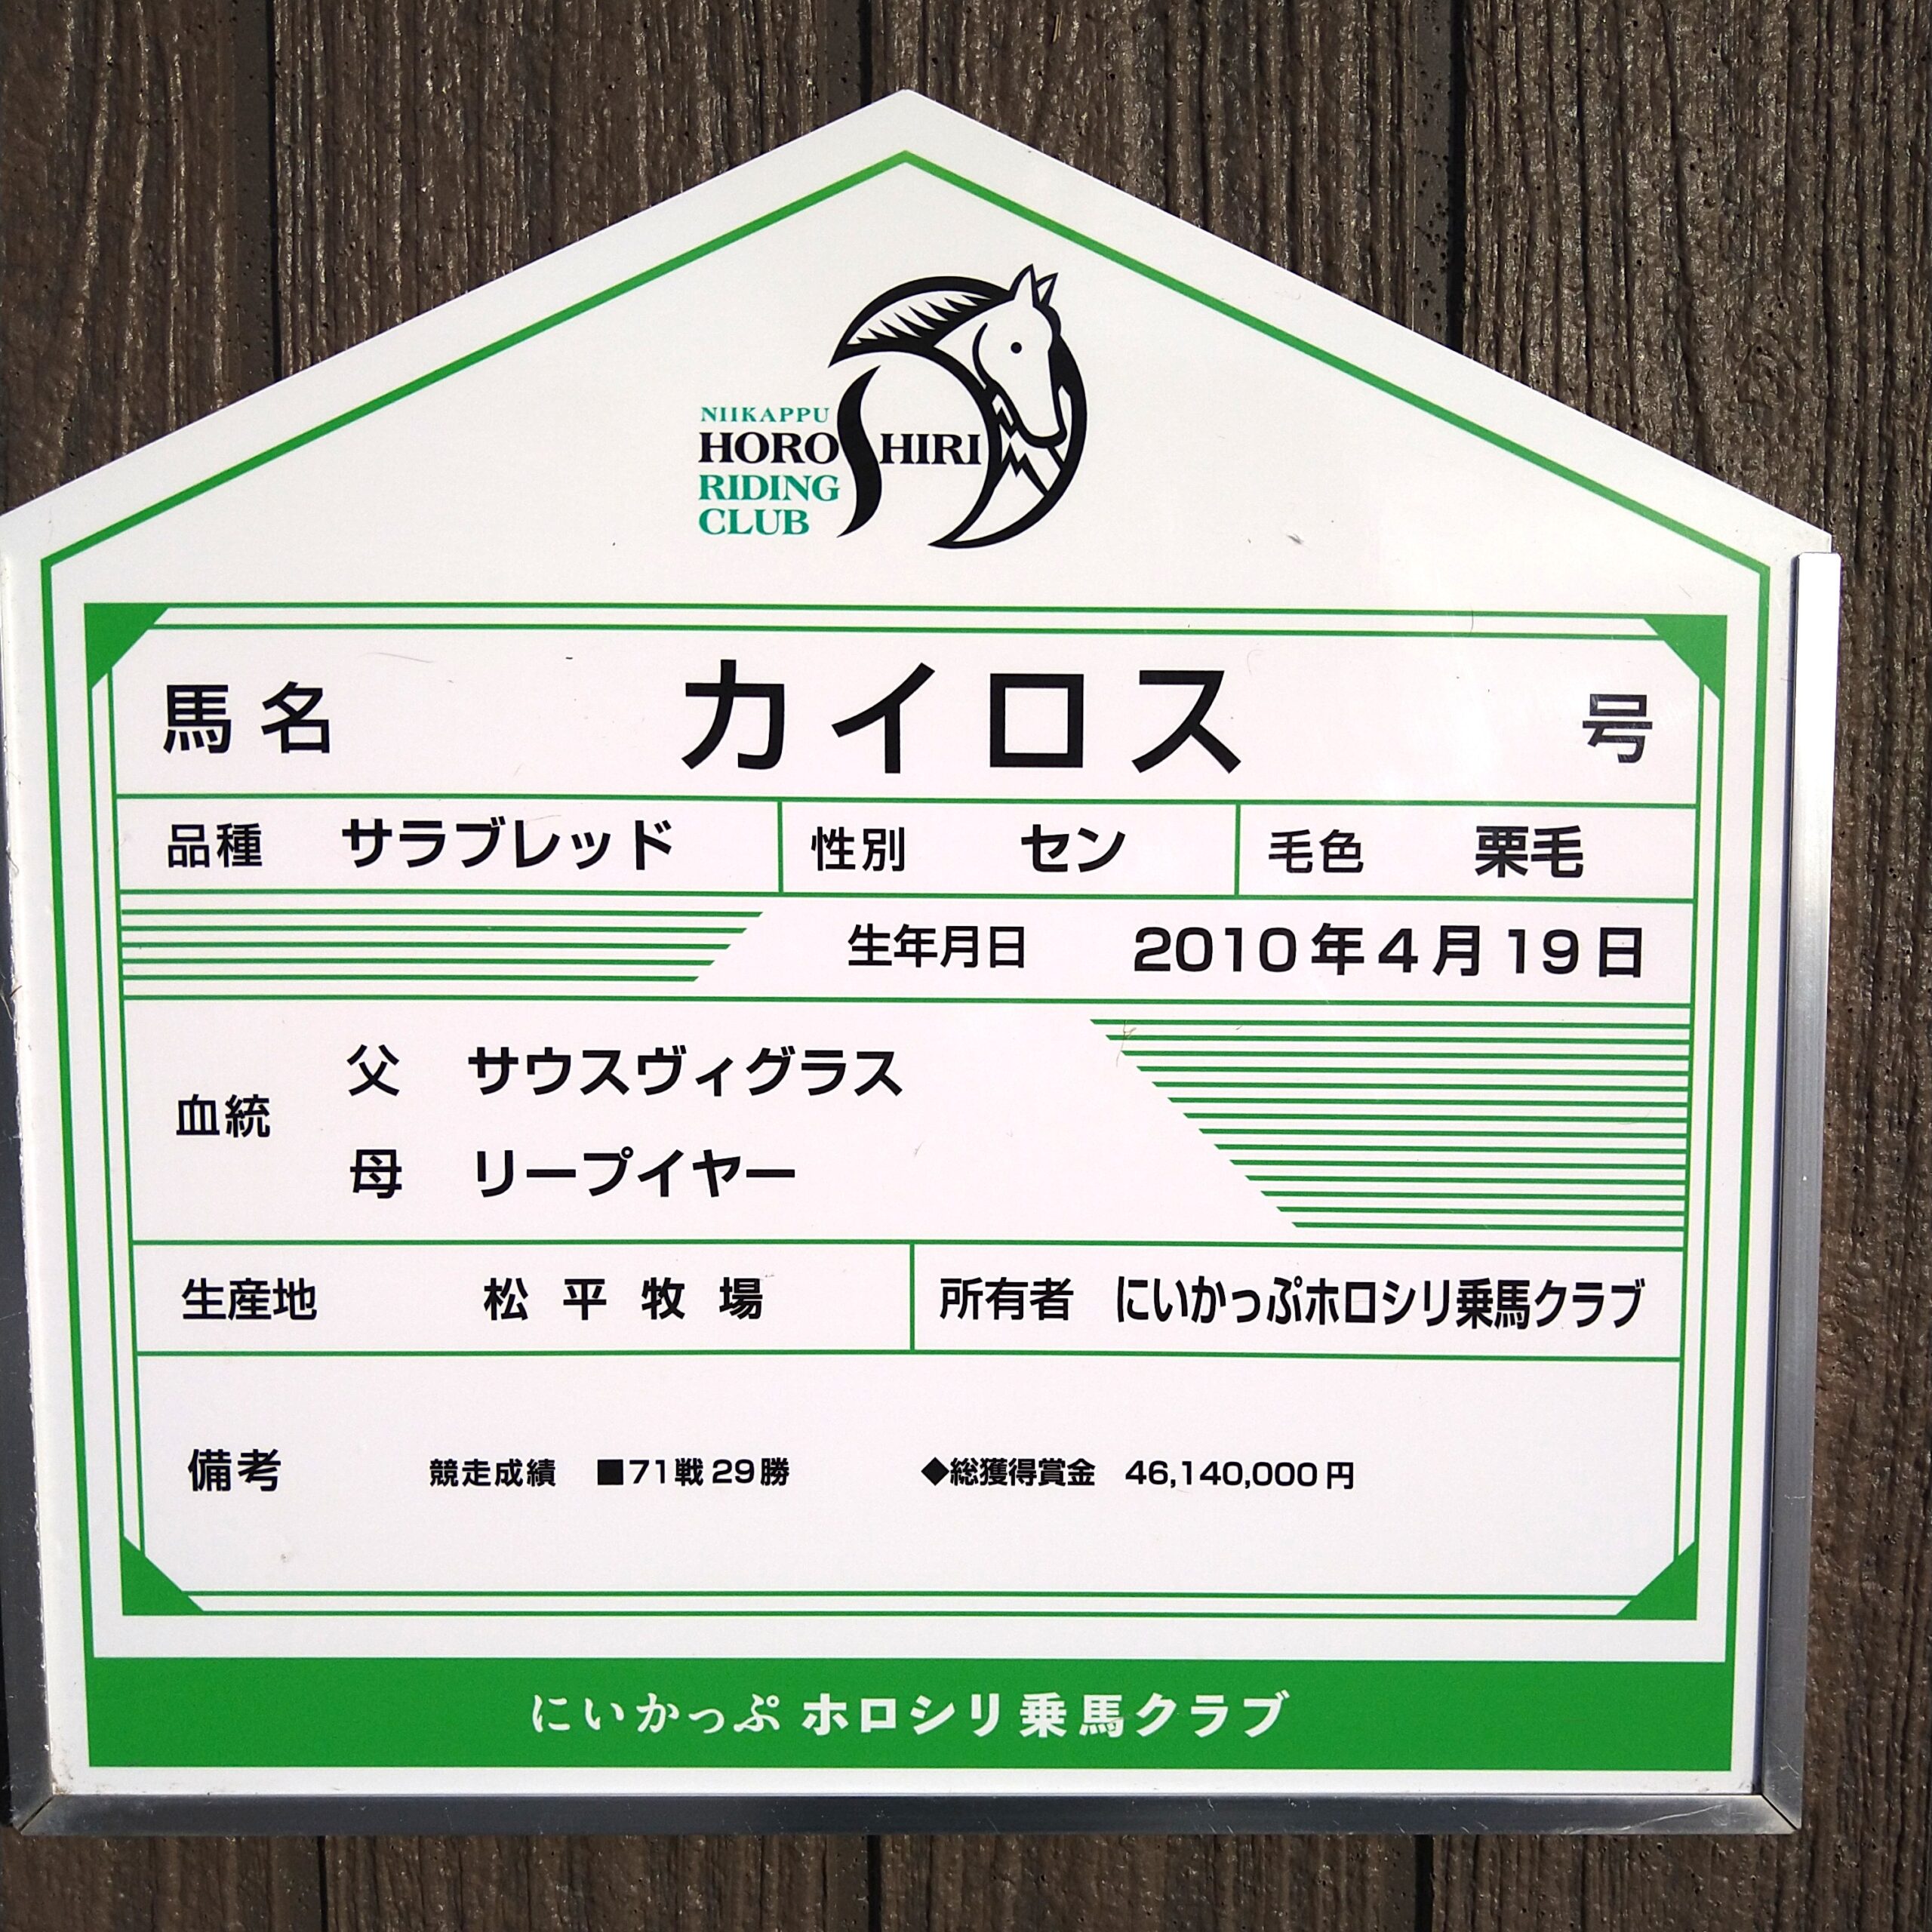 NIIKAPPU
HOROSHIRI
RIDING
CLUB
馬名 カイロス 号
品種 サラブレッド 性別 セン 毛色 栗毛
生年月日 2010年4月19日
血統
父 サウスヴィグラス
母 リープイヤー
生産地 松平牧場 所有者 にいかっぷホロシリ乗馬クラブ
備考 競走成績 ■71戦29勝 ◆総獲得賞金 46,140,000円
にいかっぷ ホロシリ乗馬クラブ